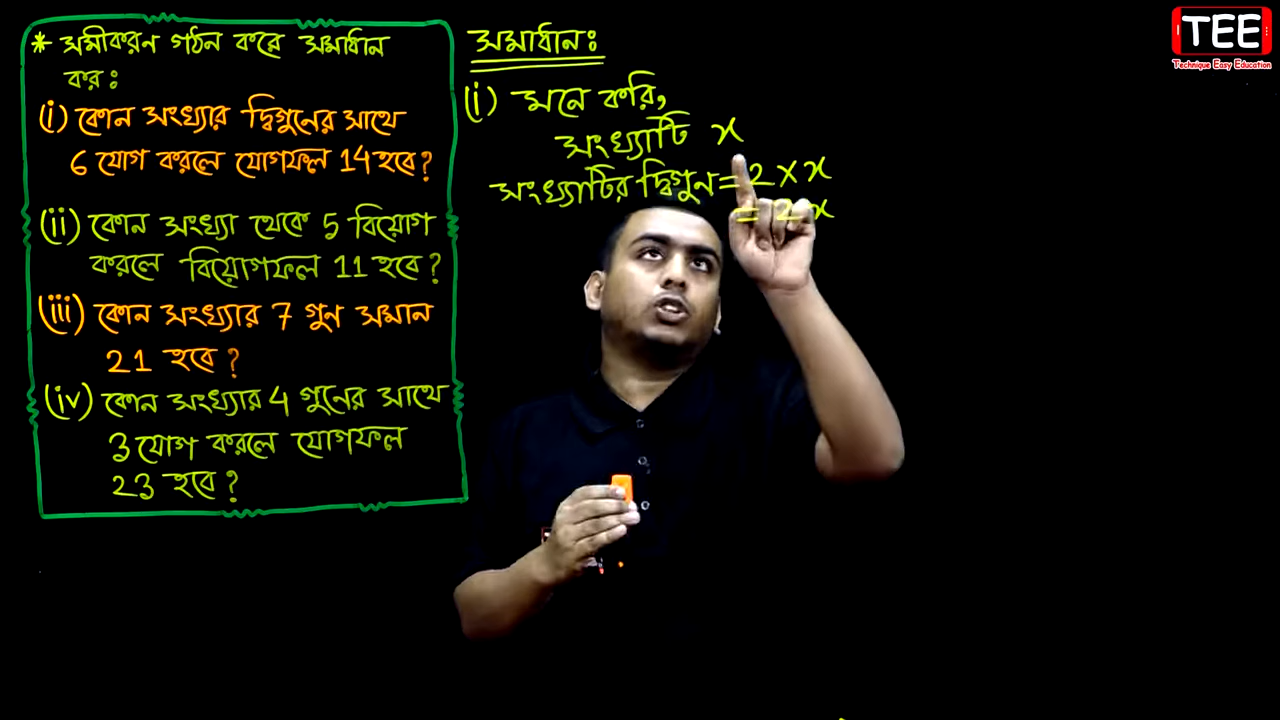 * সমীকরণ গঠন করে সমাধান
কর:
(i) কোন সংখ্যার দ্বিগুনের সাথে
6 যোগ করলে যোগফল 14 হবে?
(ii) কোন সংখ্যা থেকে 5 বিয়োগ
করলে বিয়োগফল 11 হবে?
(iii) কোন সংখ্যার 7 গুন সমান
21 হবে?
(iv) কোন সংখ্যার 4 গুনের সাথে
3 যোগ করলে যোগফল
23 হবে?
সমাধান:
(i) মনে করি,
সংখ্যাটি x
সংখ্যাটির দ্বিগুন = 2 × x
= 2x
TEE
Technique Easy Education